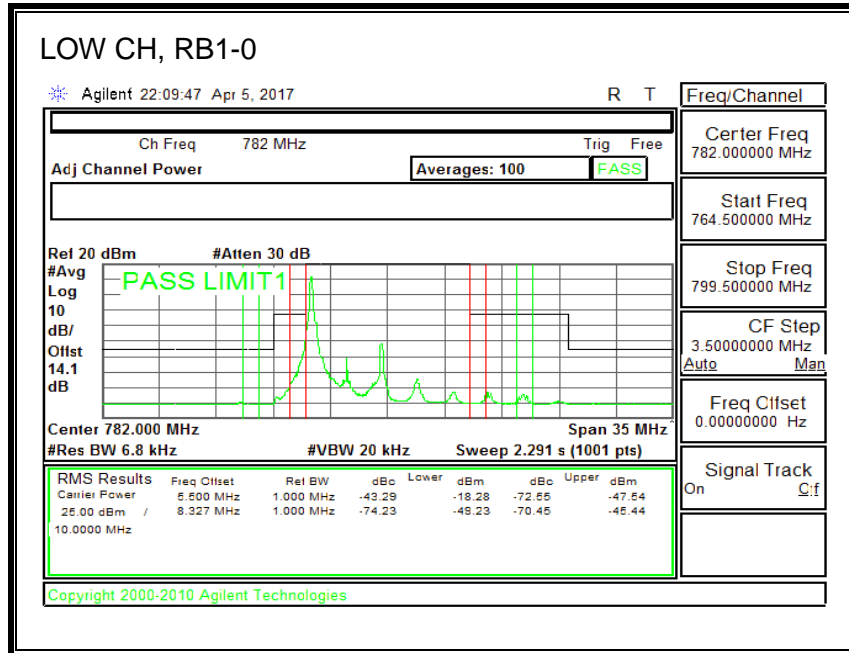 LOW CH, RB1-0
Agilent 22:09:47 Apr 5, 2017 R T
Freq/Channel
Ch Freq 782 MHz Trig Free
Adj Channel Power Averages: 100 PASS
Center Freq
782.000000 MHz
Start Freq
764.500000 MHz
Stop Freq
799.500000 MHz
CF Step
3.50000000 MHz
Auto Man
Freq Offset
0.00000000 Hz
Signal Track
On Off
Ref 20 dBm #Atten 30 dB
#Avg
Log
10
dB/
Offst
14.1
dB
PASS LIMIT1
Center 782.000 MHz Span 35 MHz
#Res BW 6.8 kHz #VBW 20 kHz Sweep 2.291 s (1001 pts)
RMS Results Freq Offset Ref BW dBc Lower dBm dBc Upper dBm
Carrier Power 5.500 MHz 1.000 MHz -43.29 -18.28 -72.55 -47.54
25.00 dBm / 8.327 MHz 1.000 MHz -74.23 -49.23 -70.45 -45.44
10.0000 MHz
Copyright 2000-2010 Agilent Technologies